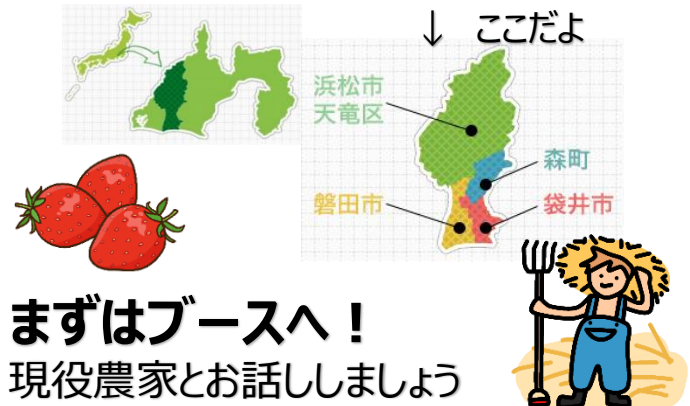 ↓ ここだよ
浜松市
天竜区
森町
磐田市
袋井市
まずはブースへ！
現役農家とお話ししましょう